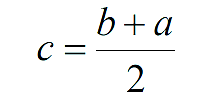 c = (b + a) / 2